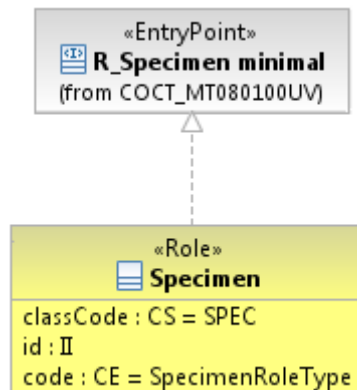 «EntryPoint»
R_Specimen minimal
(from COCT_MT080100UV)
«Role»
Specimen
classCode : CS = SPEC
id : II
code : CE = SpecimenRoleType